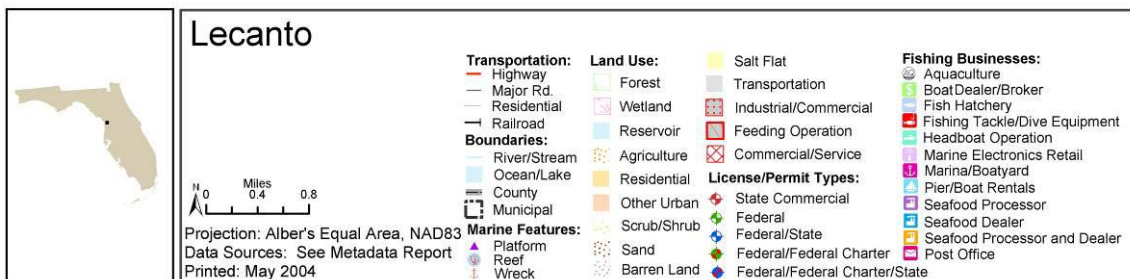 Lecanto
N
Miles
0 0.4 0.8
Projection: Alber's Equal Area, NAD83
Data Sources: See Metadata Report
Printed: May 2004
Transportation:
Highway
Major Rd.
Residential
Railroad
Boundaries:
River/Stream
Ocean/Lake
County
Municipal
Marine Features:
Platform
Reef
Wreck
Land Use:
Forest
Wetland
Reservoir
Agriculture
Residential
Other Urban
Scrub/Shrub
Sand
Barren Land
Salt Flat
Transportation
Industrial/Commercial
Feeding Operation
Commercial/Service
License/Permit Types:
State Commercial
Federal
Federal/State
Federal/Federal Charter
Federal/Federal Charter/State
Fishing Businesses:
Aquaculture
BoatDealer/Broker
Fish Hatchery
Fishing Tackle/Dive Equipment
Headboat Operation
Marine Electronics Retail
Marina/Boatyard
Pier/Boat Rentals
Seafood Processor
Seafood Dealer
Seafood Processor and Dealer
Post Office